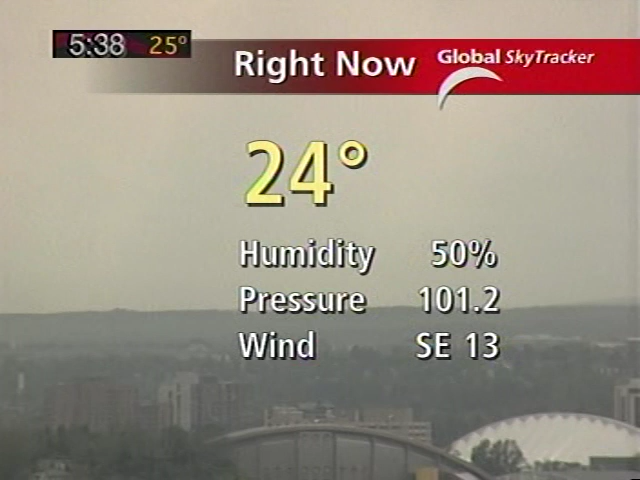 5:38 25°
Right Now
Global SkyTracker
24°
Humidity 50%
Pressure 101.2
Wind SE 13